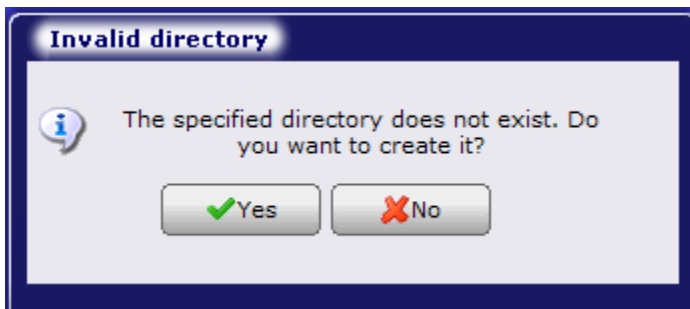 Invalid directory
The specified directory does not exist. Do
you want to create it?
Yes
No